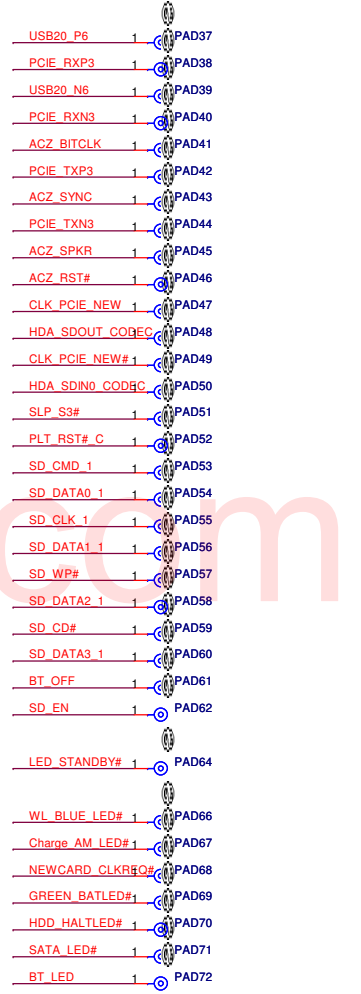 USB20_P6 1 PAD37
PCIE_RXP3 1 PAD38
USB20_N6 1 PAD39
PCIE_RXN3 1 PAD40
ACZ_BITCLK 1 PAD41
PCIE_TXP3 1 PAD42
ACZ_SYNC 1 PAD43
PCIE_TXN3 1 PAD44
ACZ_SPKR 1 PAD45
ACZ_RST# 1 PAD46
CLK_PCIE_NEW 1 PAD47
HDA_SDOUT_CODEC 1 PAD48
CLK_PCIE_NEW# 1 PAD49
HDA_SDIN0_CODEC 1 PAD50
SLP_S3# 1 PAD51
PLT_RST#_C 1 PAD52
SD_CMD_1 1 PAD53
SD_DATA0_1 1 PAD54
SD_CLK_1 1 PAD55
SD_DATA1_1 1 PAD56
SD_WP# 1 PAD57
SD_DATA2_1 1 PAD58
SD_CD# 1 PAD59
SD_DATA3_1 1 PAD60
BT_OFF 1 PAD61
SD_EN 1 PAD62
LED_STANDBY# 1 PAD64
WL_BLUE_LED# 1 PAD66
Charge_AM_LED# 1 PAD67
NEWCARD_CLKREQ# 1 PAD68
GREEN_BATLED# 1 PAD69
HDD_HALTLED# 1 PAD70
SATA_LED# 1 PAD71
BT_LED 1 PAD72
com